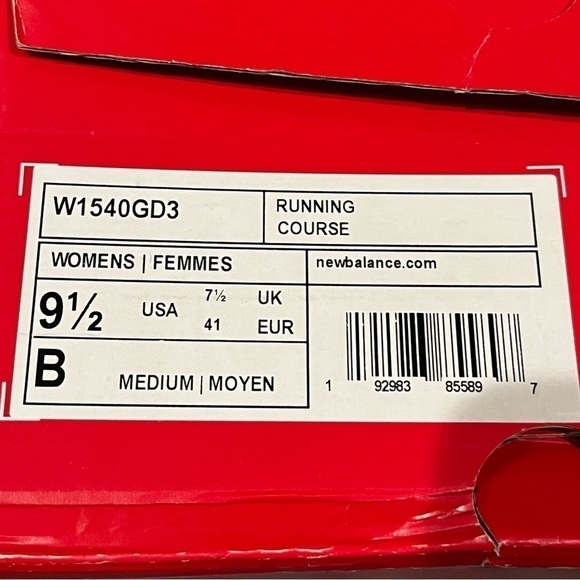 W1540GD3
RUNNING
COURSE
WOMENS | FEMMES
newbalance.com
9½ USA 7½ UK
41 EUR
B MEDIUM | MOYEN
1 92983 85589 7